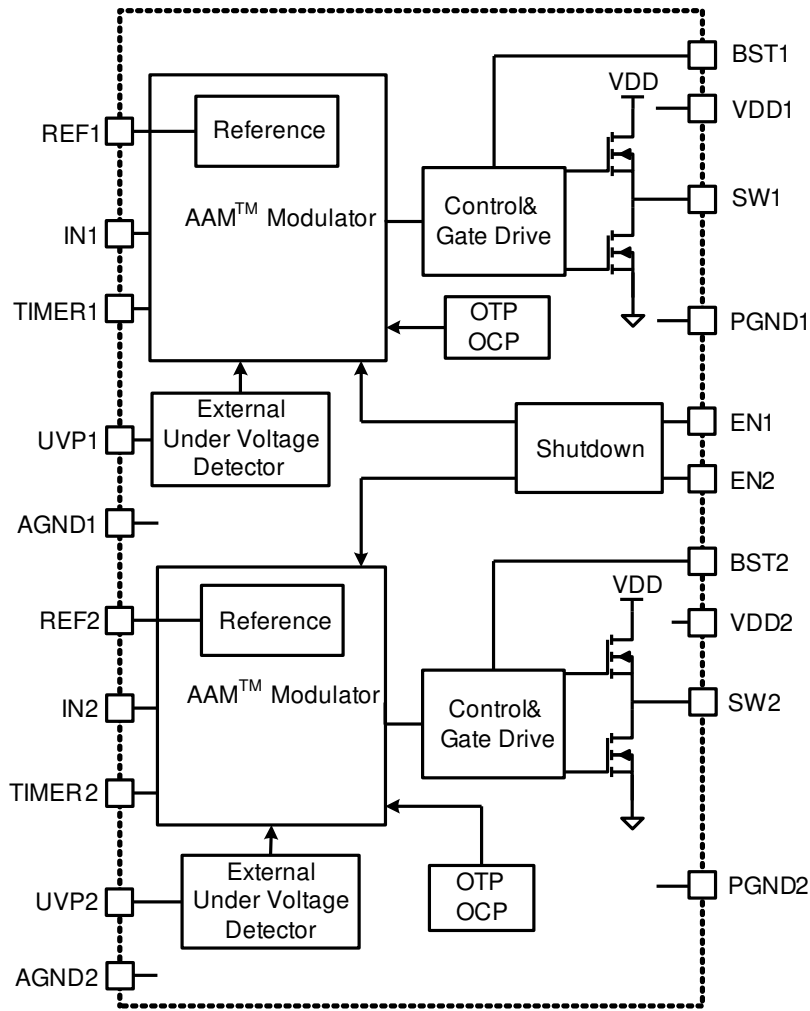 BST1
VDD
VDD1
REF1
Reference
AAM™ Modulator
Control&
Gate Drive
SW1
IN1
TIMER1
OTP
OCP
PGND1
External
Under Voltage
Detector
UVP1
Shutdown
EN1
EN2
AGND1
BST2
VDD
VDD2
REF2
Reference
AAM™ Modulator
Control&
Gate Drive
SW2
IN2
TIMER2
External
Under Voltage
Detector
UVP2
OTP
OCP
PGND2
AGND2